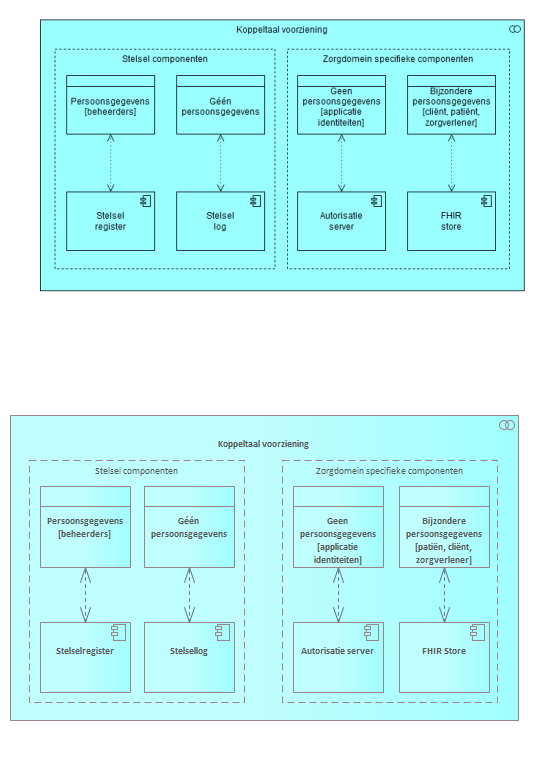 Koppeltaal voorziening
Stelsel componenten
Zorgdomein specifieke componenten
Persoonsgegevens
[beheerders]
Géén
persoonsgegevens
Geen
persoonsgegevens
[applicatie
identiteiten]
Bijzondere
persoonsgegevens
[cliënt, patiënt,
zorgverlener]
Stelsel
register
Stelsel
log
Autorisatie
server
FHIR
store
Koppeltaal voorziening
Stelsel componenten
Zorgdomein specifieke componenten
Persoonsgegevens
[beheerders]
Géén
persoonsgegevens
Geen
persoonsgegevens
[applicatie
identiteiten]
Bijzondere
persoonsgegevens
[patiën, cliënt,
zorgverlener]
Stelselregister
Stelsellog
Autorisatie server
FHIR Store